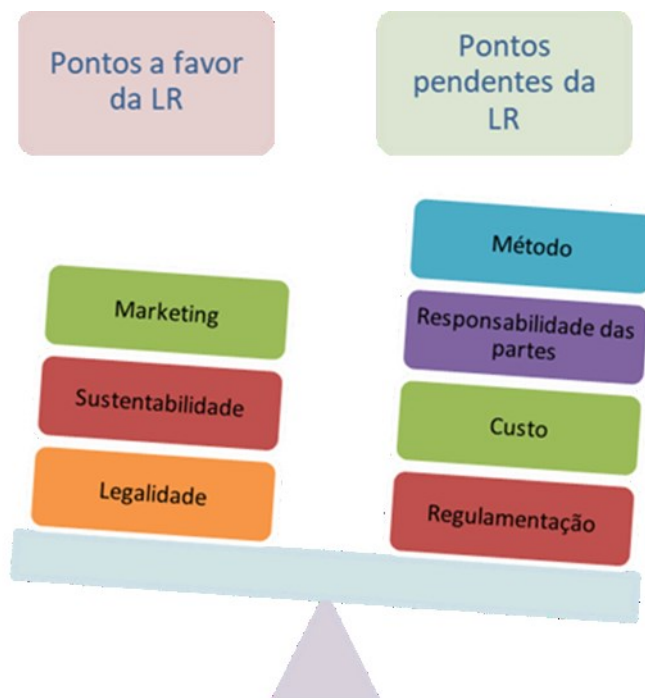 Pontos a favor
da LR
Pontos
pendentes da
LR
Marketing
Sustentabilidade
Legalidade
Método
Responsabilidade das
partes
Custo
Regulamentação